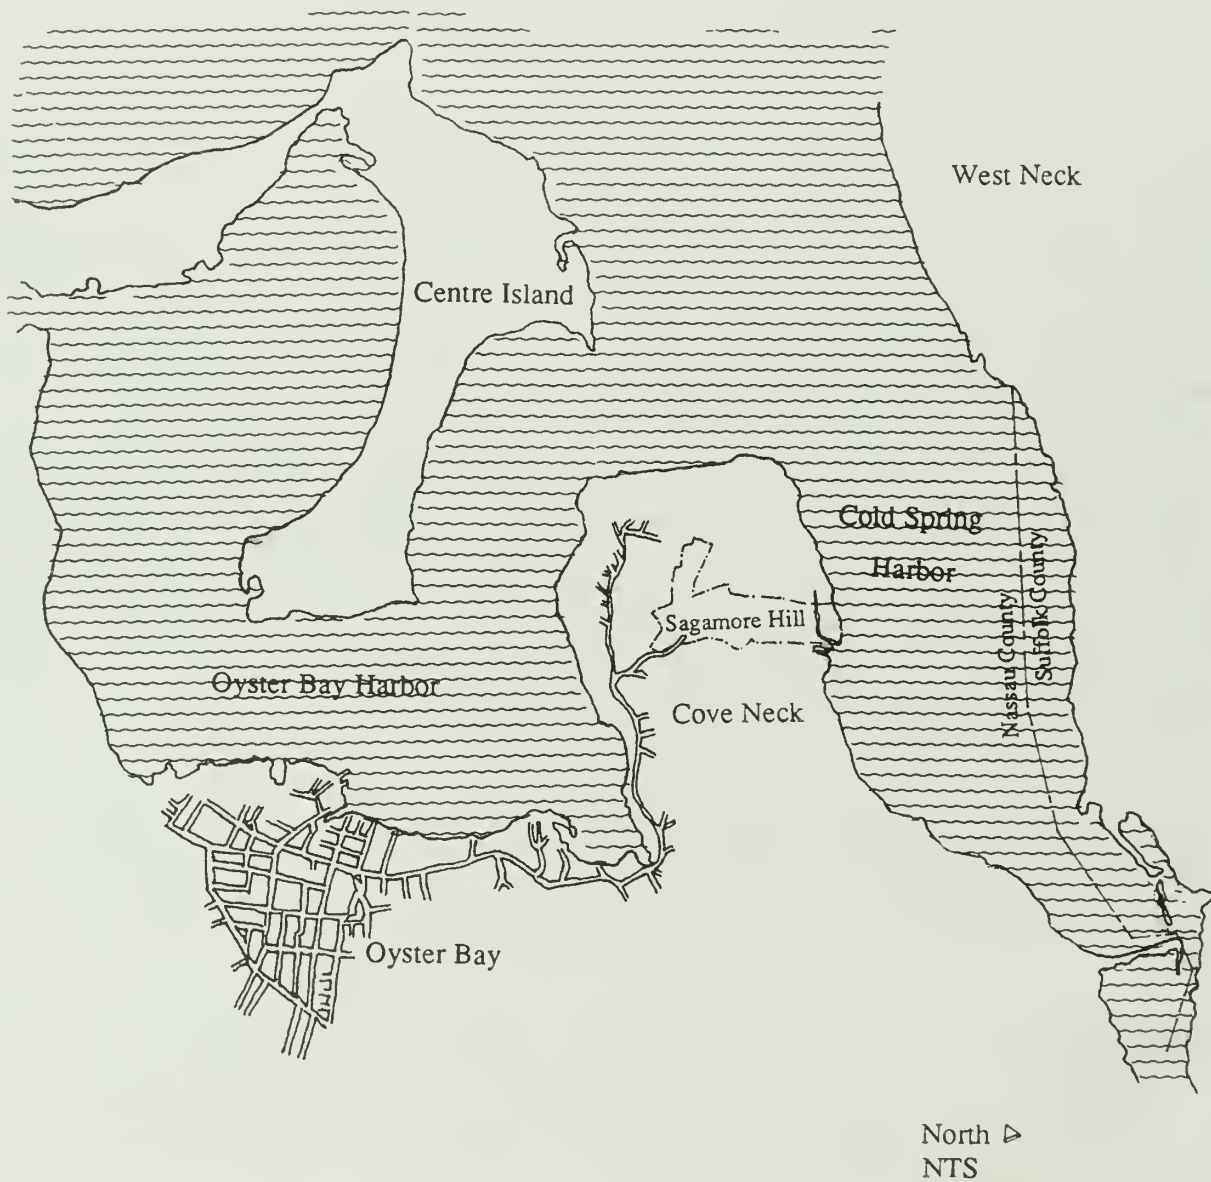 West Neck
Centre Island
Cold Spring
Harbor
Nassau County
Suffolk County
Sagamore Hill
Oyster Bay Harbor
Cove Neck
Oyster Bay
North
NTS